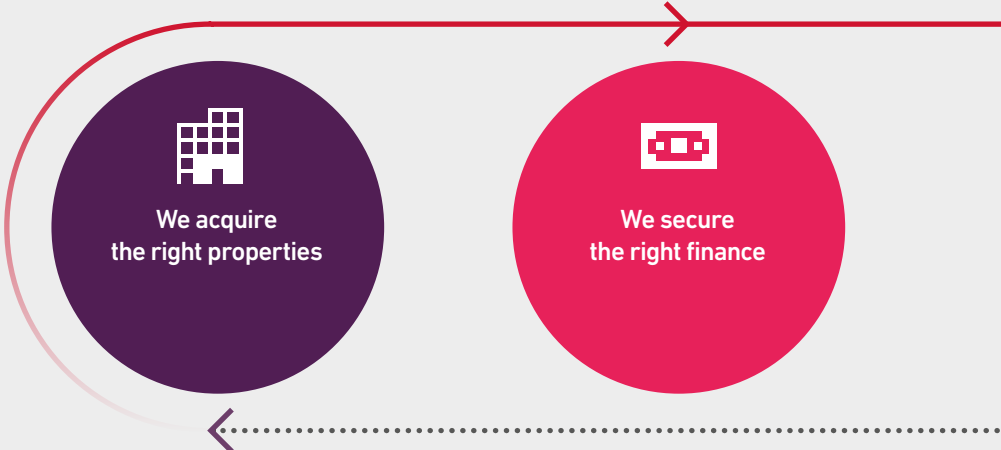 We acquire
the right properties
We secure
the right finance